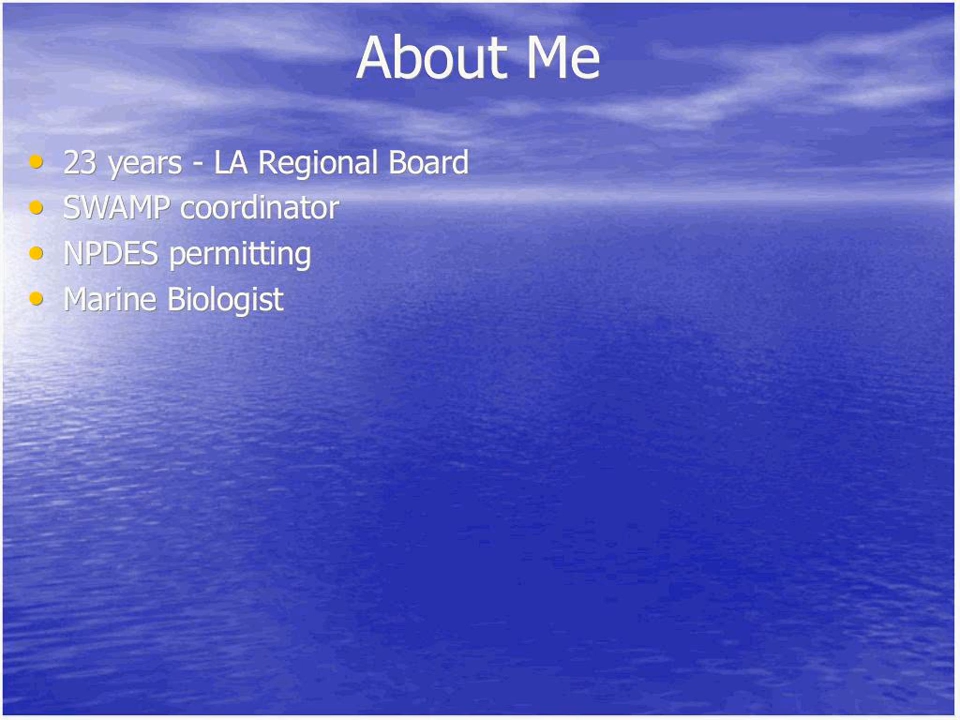 About Me
• 23 years - LA Regional Board
• SWAMP coordinator
• NPDES permitting
• Marine Biologist